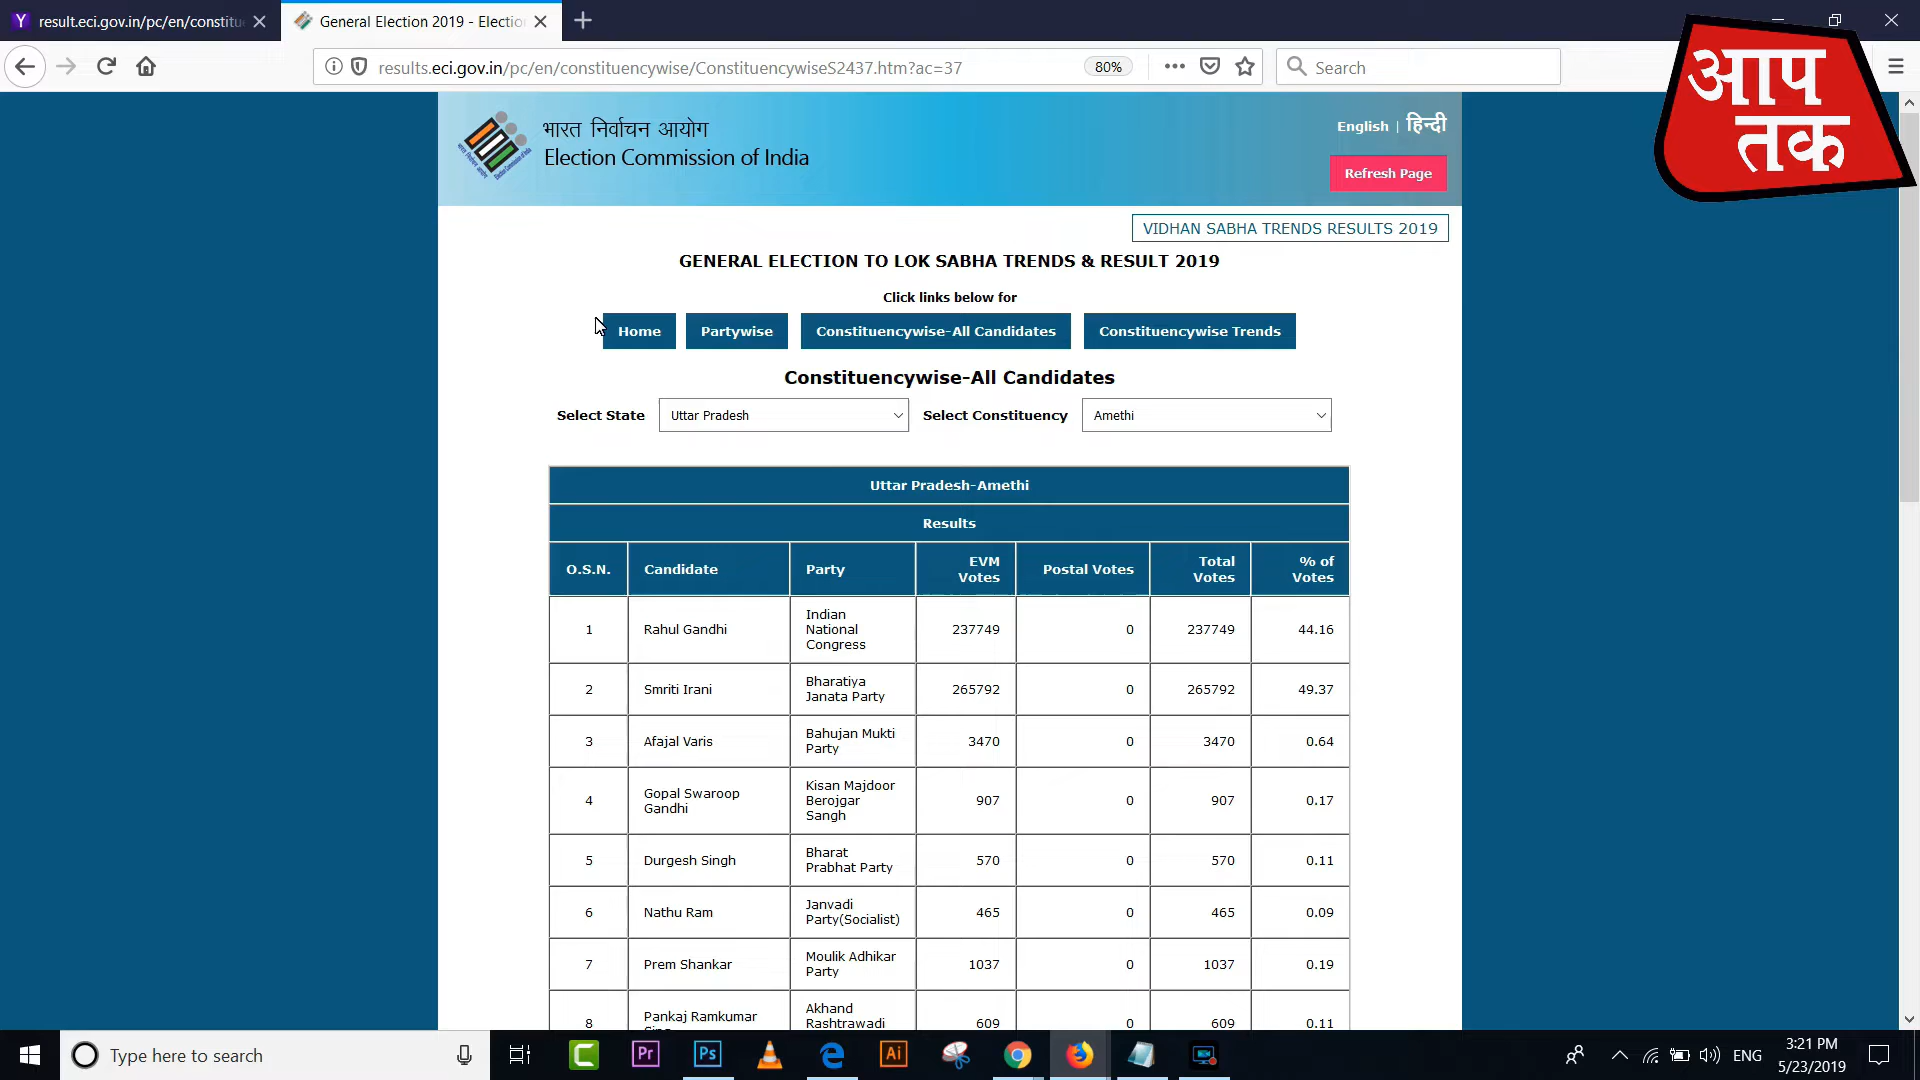 result.eci.gov.in/pc/en/constitu
General Election 2019 - Electio
results.eci.gov.in/pc/en/constituencywise/ConstituencywiseS2437.htm?ac=37
80%
Search
आप
तक
भारत निर्वाचन आयोग
Election Commission of India
English | हिन्दी
Refresh Page
VIDHAN SABHA TRENDS RESULTS 2019
GENERAL ELECTION TO LOK SABHA TRENDS & RESULT 2019
Click links below for
Home Partywise Constituencywise-All Candidates Constituencywise Trends
Constituencywise-All Candidates
Select State Uttar Pradesh Select Constituency Amethi
Uttar Pradesh-Amethi
Results
O.S.N. Candidate Party EVM Votes Postal Votes Total Votes % of Votes
1 Rahul Gandhi Indian National Congress 237749 0 237749 44.16
2 Smriti Irani Bharatiya Janata Party 265792 0 265792 49.37
3 Afajal Varis Bahujan Mukti Party 3470 0 3470 0.64
4 Gopal Swaroop Gandhi Kisan Majdoor Berojgar Sangh 907 0 907 0.17
5 Durgesh Singh Bharat Prabhat Party 570 0 570 0.11
6 Nathu Ram Janvadi Party(Socialist) 465 0 465 0.09
7 Prem Shankar Moulik Adhikar Party 1037 0 1037 0.19
8 Pankaj Ramkumar Akhand Rashtrawadi 609 0 609 0.11
Type here to search
Pr
Ps
Ai
ENG
3:21 PM
5/23/2019